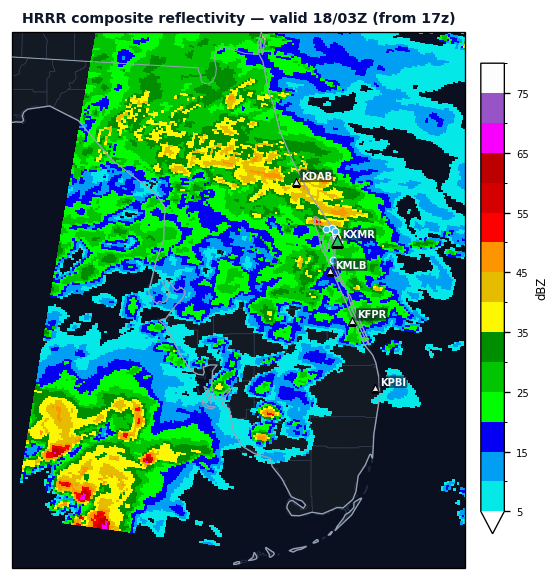 HRRR composite reflectivity — valid 18/03Z (from 17z)
KDAB
KXMR
KMLB
KFPR
KPBI
75
65
55
45
35
25
15
5
dBZ